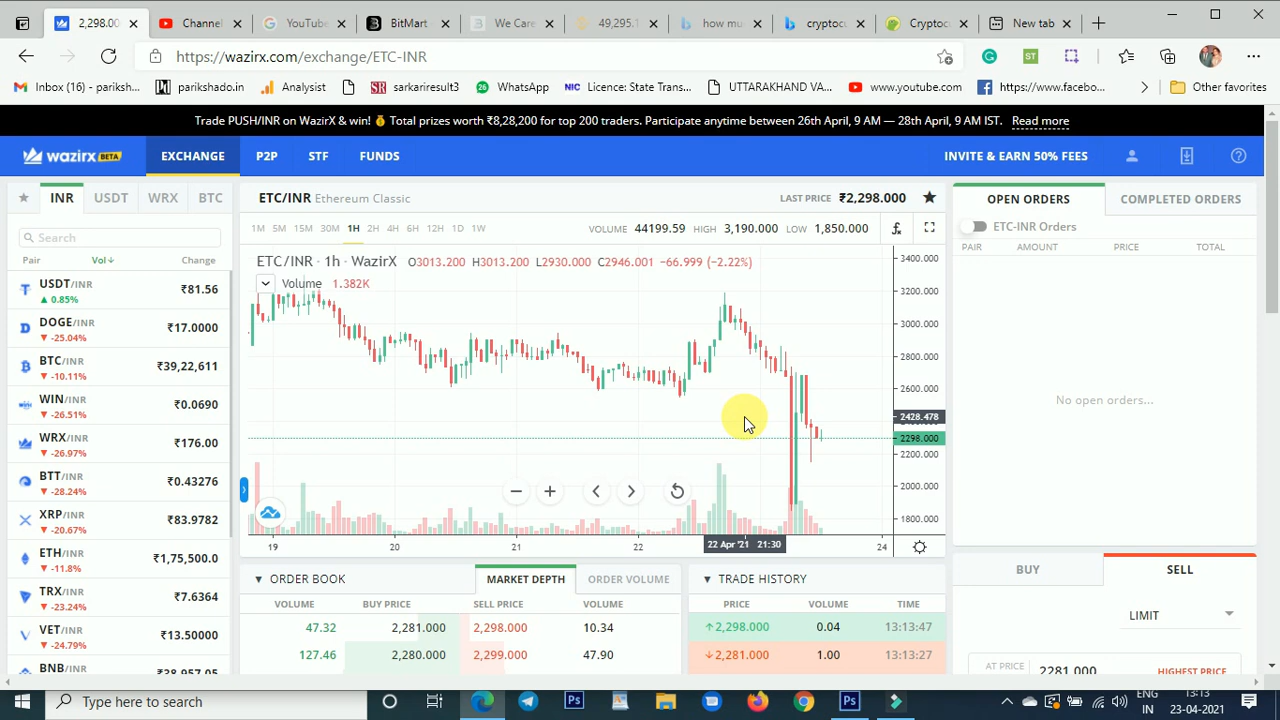 2,298.00
Channel
YouTube
BitMart
We Care
49,295.1
how mu
cryptoc
Cryptoc
New tab
https://wazirx.com/exchange/ETC-INR
Inbox (16) - pariksh...
parikshado.in
analysist
sarkariresult3
WhatsApp
NIC Licence: State Trans...
UTTARAKHAND VA...
www.youtube.com
https://www.facebo...
Other favorites
Trade PUSH/INR on WazirX & win! 💰 Total prizes worth ₹8,28,200 for top 200 traders. Participate anytime between 26th April, 9 AM — 28th April, 9 AM IST. Read more
wazirx BETA
EXCHANGE
P2P
STF
FUNDS
INVITE & EARN 50% FEES
INR
USDT
WRX
BTC
Search
Pair
Vol↓
Change
USDT/INR ₹81.56
▲ 0.85%
DOGE/INR ₹17.0000
▼ -25.04%
BTC/INR ₹39,22,611
▼ -10.11%
WIN/INR ₹0.0690
▼ -26.51%
WRX/INR ₹176.00
▼ -26.97%
BTT/INR ₹0.43276
▼ -28.24%
XRP/INR ₹83.9782
▼ -20.67%
ETH/INR ₹1,75,500.0
▼ -11.8%
TRX/INR ₹7.6364
▼ -23.24%
VET/INR ₹13.50000
▼ -24.79%
BNB/INR ₹38,957.05
ETC/INR Ethereum Classic
LAST PRICE ₹2,298.000
1M 5M 15M 30M 1H 2H 4H 6H 12H 1D 1W
VOLUME 44199.59 HIGH 3,190.000 LOW 1,850.000
ETC/INR · 1h · WazirX O3013.200 H3013.200 L2930.000 C2946.001 -66.999 (-2.22%)
Volume 1.382K
3400.000
3200.000
3000.000
2800.000
2600.000
2428.478
2298.000
2200.000
2000.000
1800.000
19
20
21
22
22 Apr '21 21:30
24
▼ ORDER BOOK
MARKET DEPTH
ORDER VOLUME
VOLUME BUY PRICE SELL PRICE VOLUME
47.32 2,281.000 2,298.000 10.34
127.46 2,280.000 2,299.000 47.90
▼ TRADE HISTORY
PRICE VOLUME TIME
↑2,298.000 0.04 13:13:47
↓2,281.000 1.00 13:13:27
OPEN ORDERS
COMPLETED ORDERS
ETC-INR Orders
PAIR AMOUNT PRICE TOTAL
No open orders...
BUY
SELL
LIMIT
AT PRICE 2281.000 HIGHEST PRICE
Type here to search
ENG
IN
13:13
23-04-2021